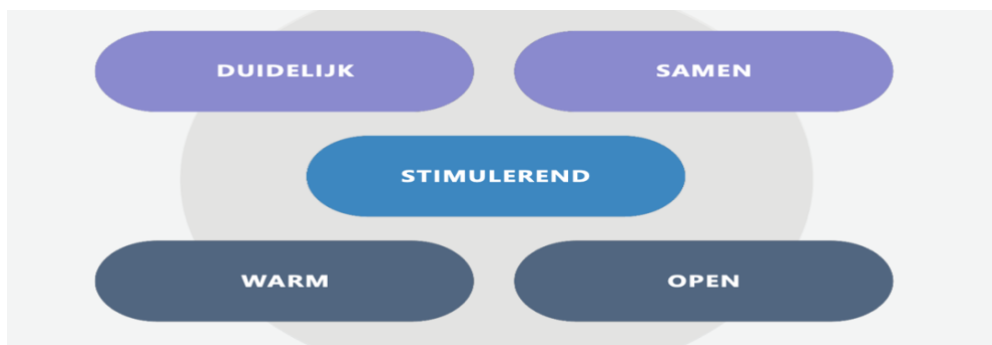 DUIDELIJK
SAMEN
STIMULEREND
WARM
OPEN